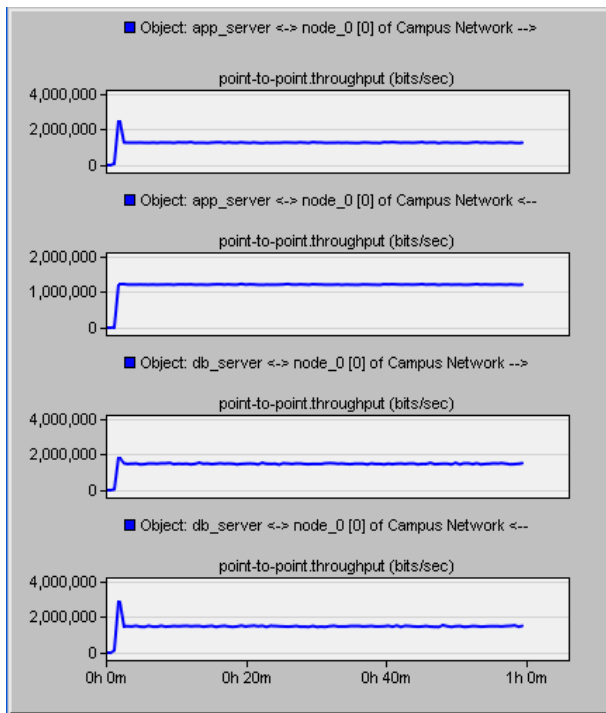 Object: app_server <-> node_0 [0] of Campus Network -->
point-to-point.throughput (bits/sec)
4,000,000
2,000,000
0
Object: app_server <-> node_0 [0] of Campus Network <--
point-to-point.throughput (bits/sec)
2,000,000
1,000,000
0
Object: db_server <-> node_0 [0] of Campus Network -->
point-to-point.throughput (bits/sec)
4,000,000
2,000,000
0
Object: db_server <-> node_0 [0] of Campus Network <--
point-to-point.throughput (bits/sec)
4,000,000
2,000,000
0
0h 0m 0h 20m 0h 40m 1h 0m